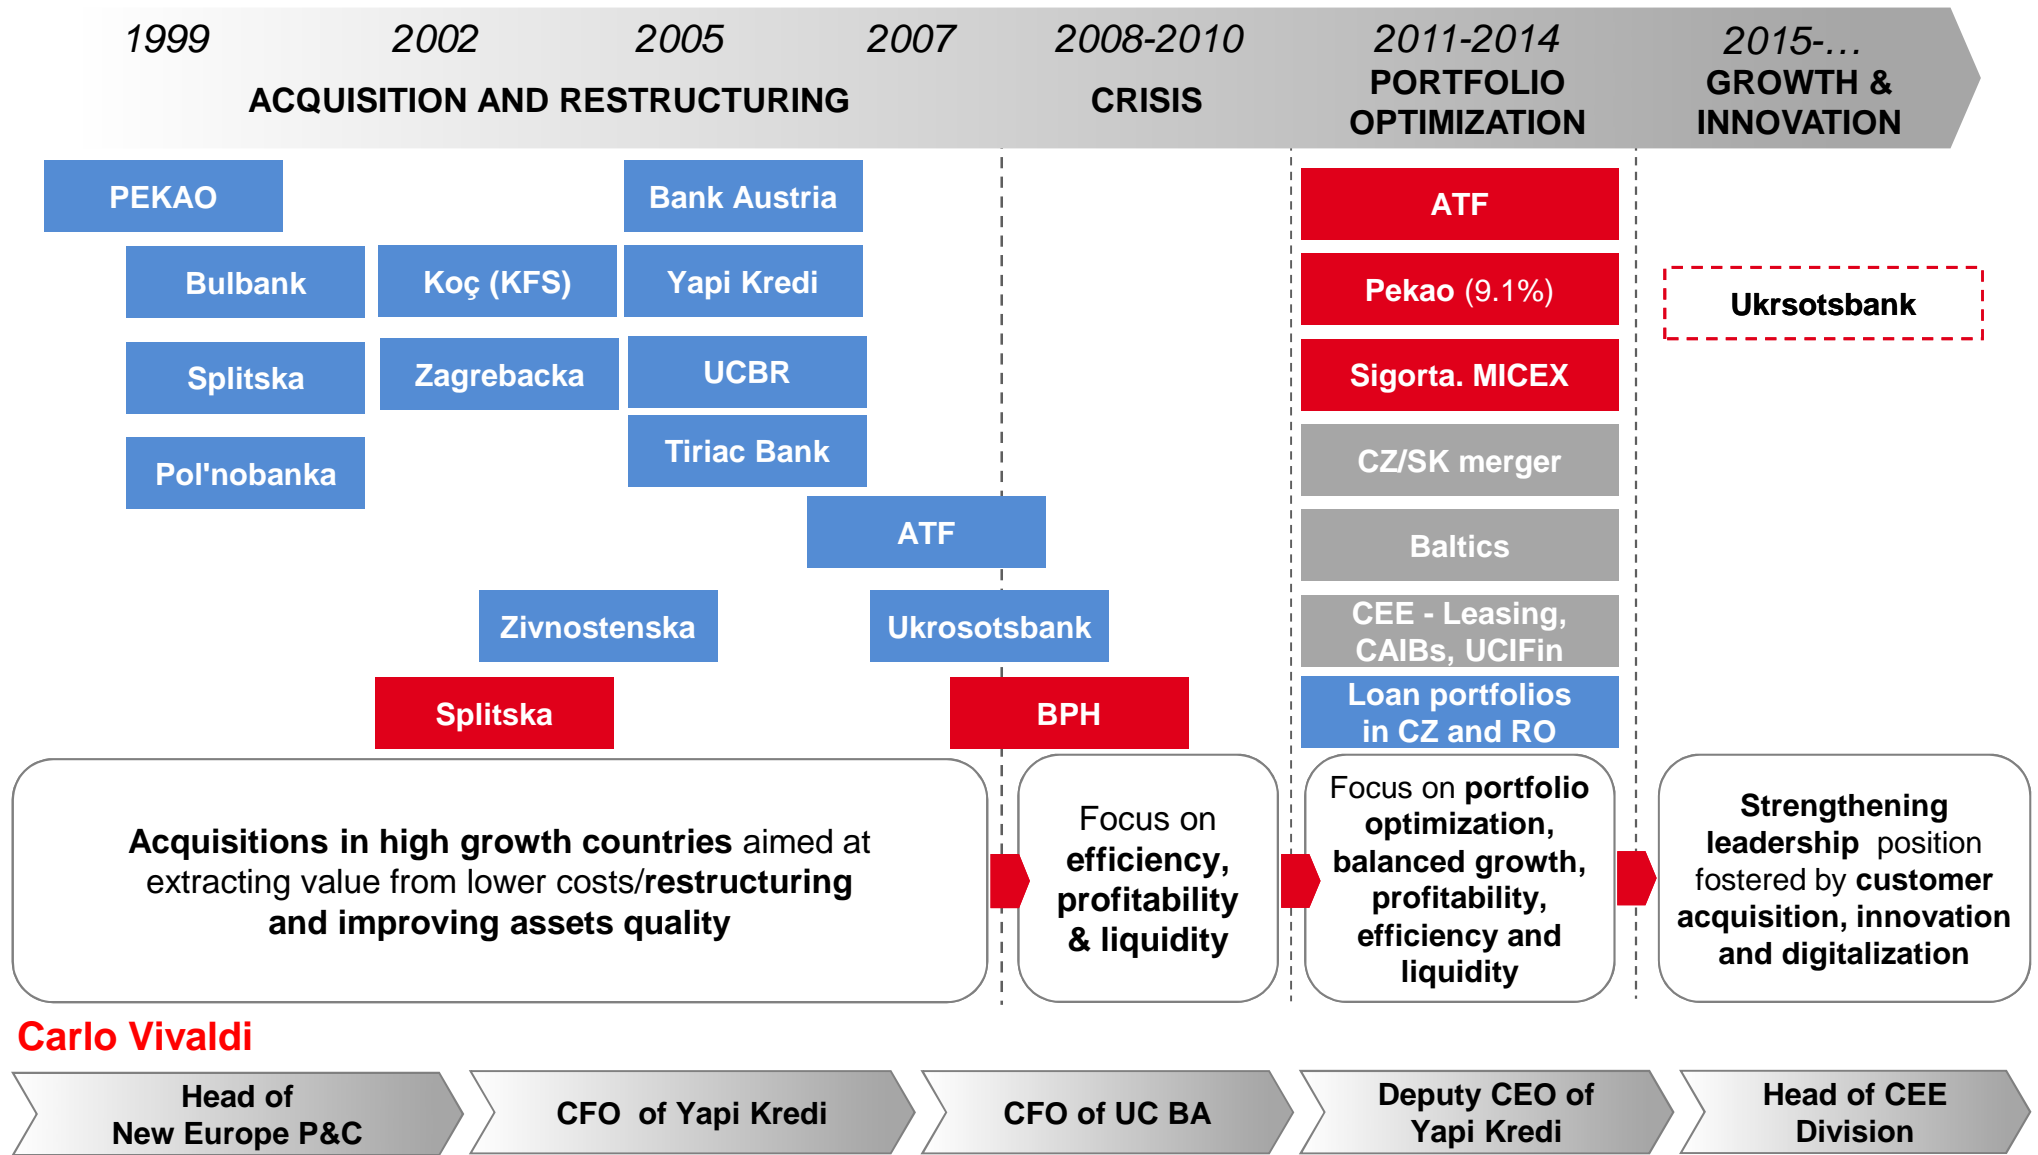 1999
2002
2005
2007
2008-2010
2011-2014
2015-…
ACQUISITION AND RESTRUCTURING
CRISIS
PORTFOLIO
OPTIMIZATION
GROWTH &
INNOVATION
PEKAO
Bank Austria
ATF
Bulbank
Koç (KFS)
Yapi Kredi
Pekao (9.1%)
Ukrsotsbank
Splitska
Zagrebacka
UCBR
Sigorta. MICEX
Pol'nobanka
Tiriac Bank
CZ/SK merger
ATF
Baltics
Zivnostenska
Ukrosotsbank
CEE - Leasing,
CAIBs, UCIFin
Splitska
BPH
Loan portfolios
in CZ and RO
Acquisitions in high growth countries aimed at
extracting value from lower costs/restructuring
and improving assets quality
Focus on
efficiency,
profitability
& liquidity
Focus on portfolio
optimization,
balanced growth,
profitability,
efficiency and
liquidity
Strengthening
leadership position
fostered by customer
acquisition, innovation
and digitalization
Carlo Vivaldi
Head of
New Europe P&C
CFO of Yapi Kredi
CFO of UC BA
Deputy CEO of
Yapi Kredi
Head of CEE
Division